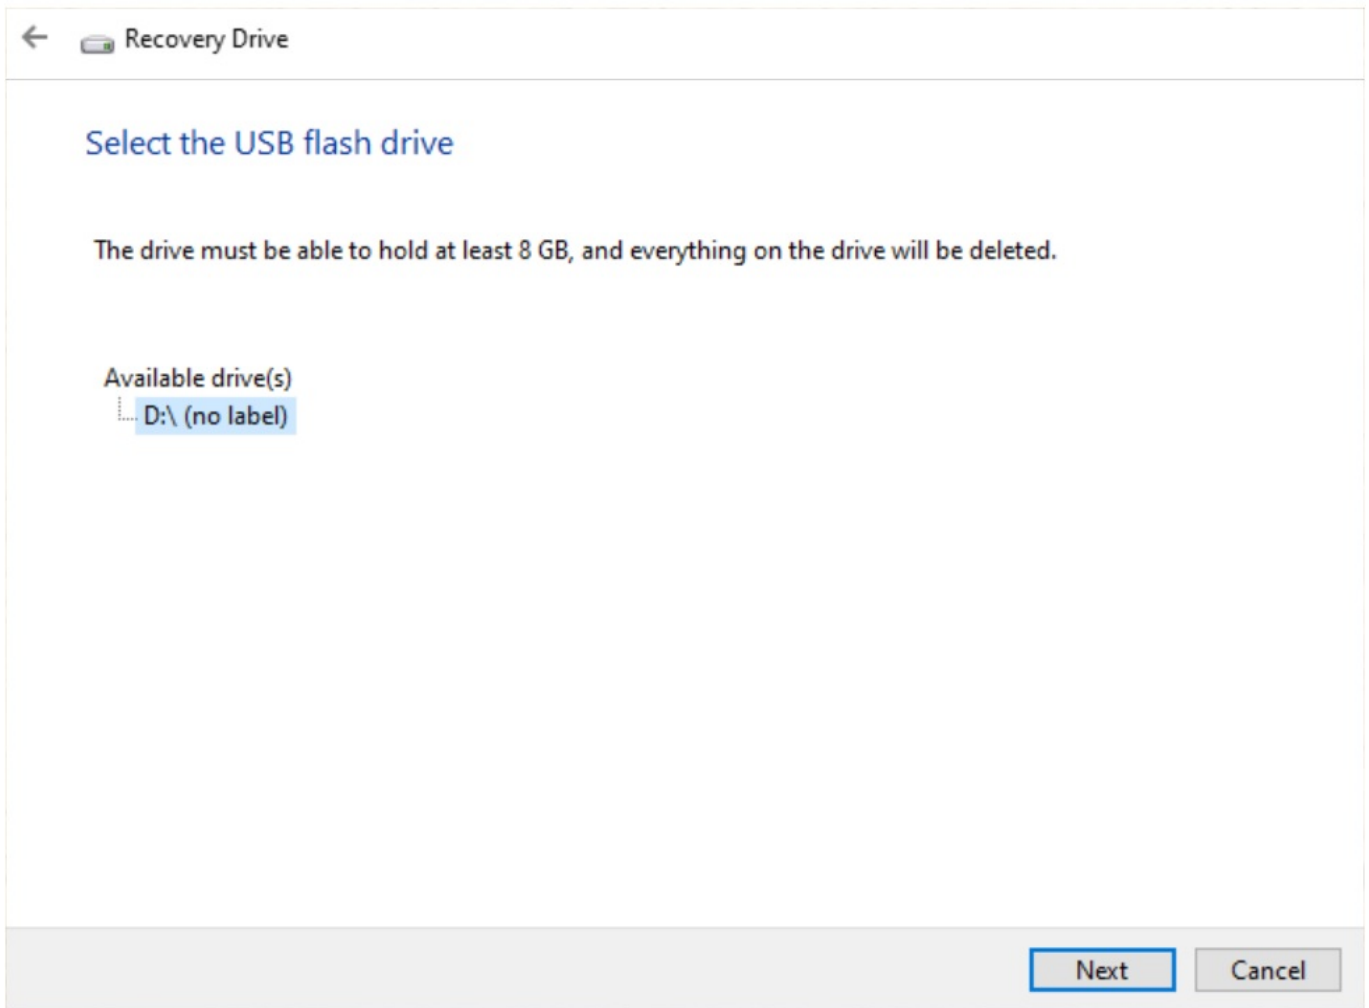 Recovery Drive
Select the USB flash drive
The drive must be able to hold at least 8 GB, and everything on the drive will be deleted.
Available drive(s)
D:\ (no label)
Next
Cancel